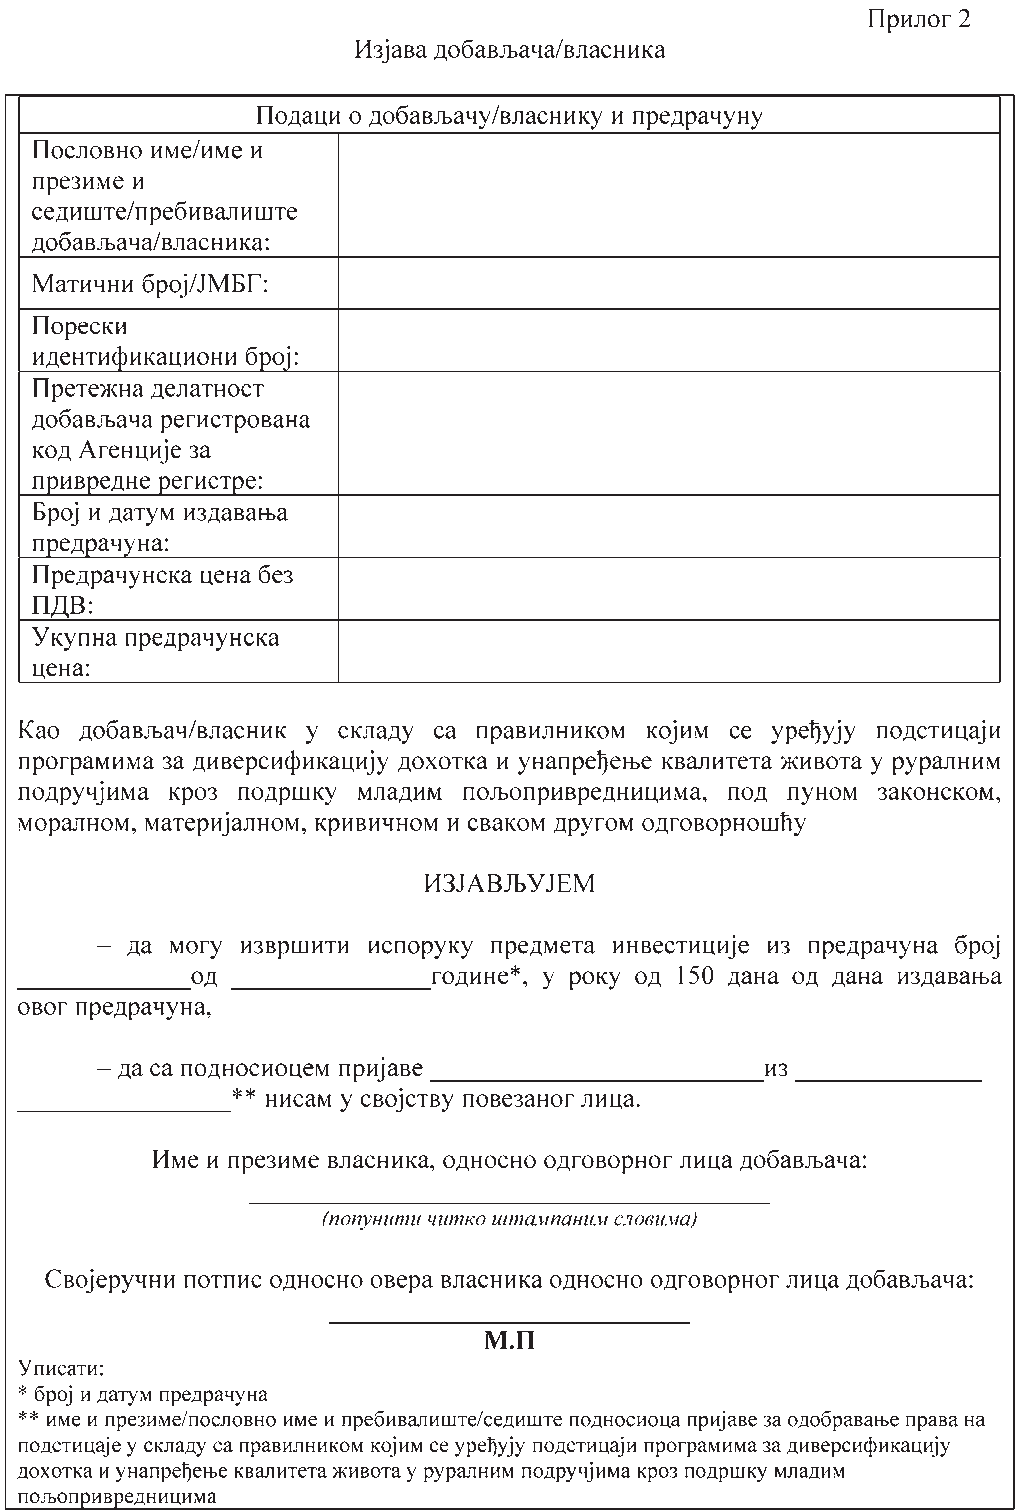 Прилог 2
Изјава добављача/власника
Подаци о добављачу/власнику и предрачуну
Пословно име/име и
презиме и
седиште/пребивалиште
добављача/власника:
Матични број/ЈМБГ:
Порески
идентификациони број:
Претежна делатност
добављача регистрована
код Агенције за
привредне регистре:
Број и датум издавања
предрачуна:
Предрачунска цена без
ПДВ:
Укупна предрачунска
цена:
Као добављач/власник у складу са правилником којим се уређују подстицаји
програмима за диверсификацију дохотка и унапређење квалитета живота у руралним
подручјима кроз подршку младим пољопривредницима, под пуном законском,
моралном, материјалном, кривичном и сваком другом одговорношћу
ИЗЈАВЉУЈЕМ
– да могу извршити испоруку предмета инвестиције из предрачуна број
_____________од _______________године*, у року од 150 дана од дана издавања
овог предрачуна,
– да са подносиоцем пријаве _________________________из ______________
________________** нисам у својству повезаног лица.
Име и презиме власника, односно одговорног лица добављача:
_______________________________________
(попунити читко штампаним словима)
Својеручни потпис односно овера власника односно одговорног лица добављача:
___________________________
М.П
Уписати:
* број и датум предрачуна
** име и презиме/пословно име и пребивалиште/седиште подносиоца пријаве за одобравање права на
подстицаје у складу са правилником којим се уређују подстицаји програмима за диверсификацију
дохотка и унапређење квалитета живота у руралним подручјима кроз подршку младим
пољопривредницима